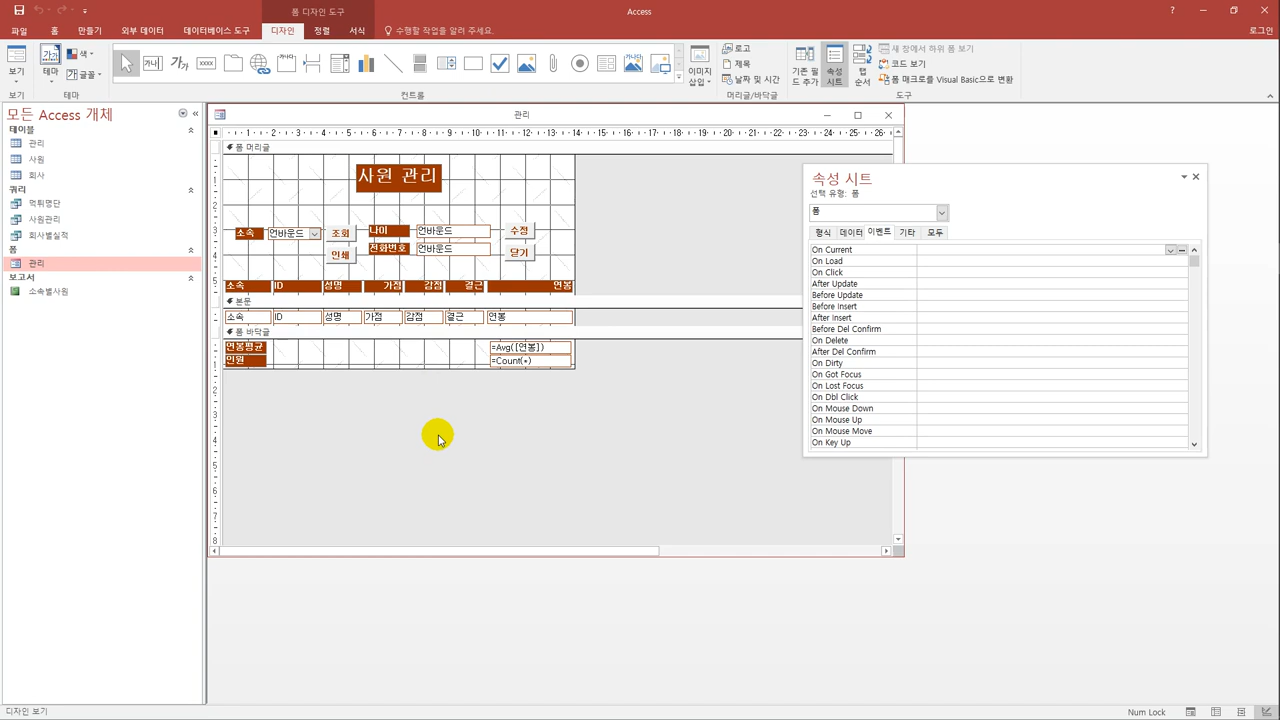 폼 디자인 도구
Access
파일
홈
만들기
외부 데이터
데이터베이스 도구
디자인
정렬
서식
수행할 작업을 알려 주세요.
로그인
보기
테마
색
글꼴
가나
가가
xxxx
이미지
삽입
로고
제목
날짜 및 시간
기존 필
드 추가
속성
시트
탭
순서
새 창에서 하위 폼 보기
코드 보기
폼 매크로를 Visual Basic으로 변환
보기
테마
컨트롤
머리글/바닥글
도구
모든 Access 개체
테이블
관리
사원
회사
쿼리
먹튀명단
사원관리
회사별실적
폼
관리
보고서
소속별사원
관리
폼 머리글
사원 관리
소속
언바운드
조회
인쇄
나이
언바운드
전화번호
언바운드
수정
닫기
소속 ID 성명 가점 감점 결근 연봉
본문
소속 ID 성명 가점 감점 결근 연봉
폼 바닥글
연봉평균
=Avg([연봉])
인원
=Count(*)
속성 시트
선택 유형: 폼
폼
형식 데이터 이벤트 기타 모두
On Current
On Load
On Click
After Update
Before Update
Before Insert
After Insert
Before Del Confirm
On Delete
After Del Confirm
On Dirty
On Got Focus
On Lost Focus
On Dbl Click
On Mouse Down
On Mouse Up
On Mouse Move
On Key Up
디자인 보기
Num Lock